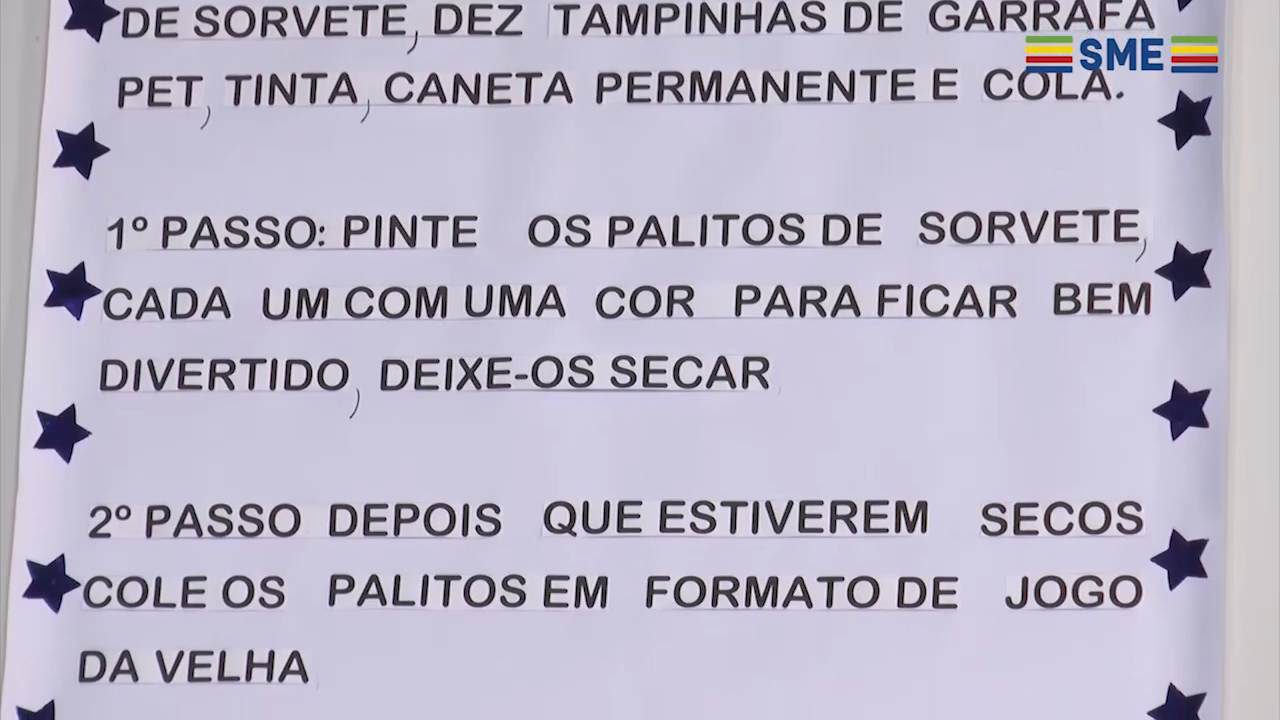 DE SORVETE, DEZ TAMPINHAS DE GARRAFA
SME
PET, TINTA, CANETA PERMANENTE E COLA.
1º PASSO: PINTE OS PALITOS DE SORVETE,
CADA UM COM UMA COR PARA FICAR BEM
DIVERTIDO, DEIXE-OS SECAR
2º PASSO DEPOIS QUE ESTIVEREM SECOS
COLE OS PALITOS EM FORMATO DE JOGO
DA VELHA